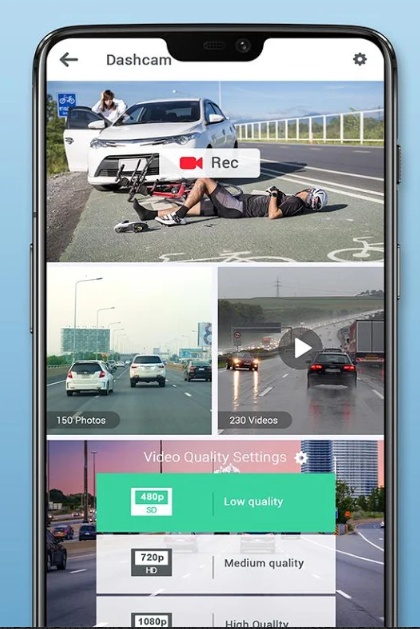 Dashcam
Rec
150 Photos
230 Videos
Video Quality Settings
480p
SD
Low quality
720p
HD
Medium quality
1080p
High Quality